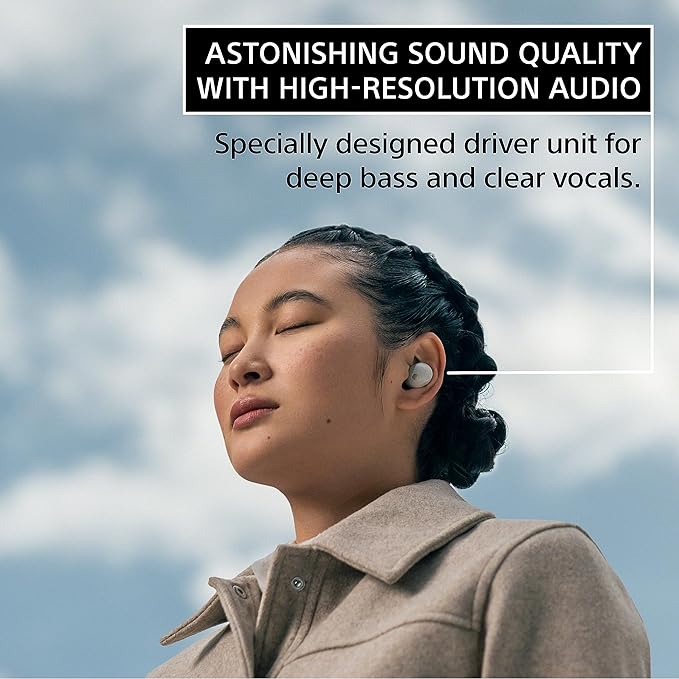 ASTONISHING SOUND QUALITY
WITH HIGH-RESOLUTION AUDIO
Specially designed driver unit for
deep bass and clear vocals.